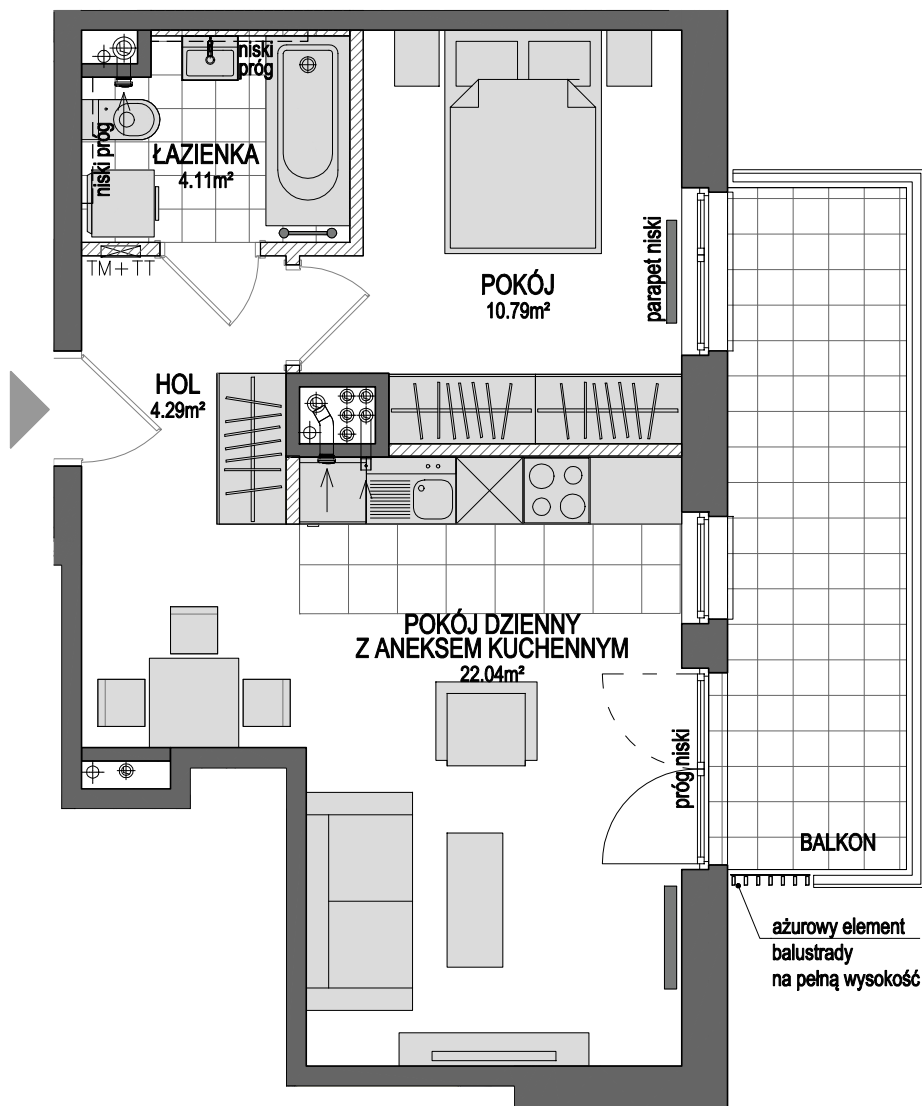 niski
próg
niski próg
ŁAZIENKA
4.11m²
TM+TT
POKÓJ
10.79m²
parapet niski
HOL
4.29m²
POKÓJ DZIENNY
Z ANEKSEM KUCHENNYM
22.04m²
próg niski
BALKON
ażurowy element
balustrady
na pełną wysokość